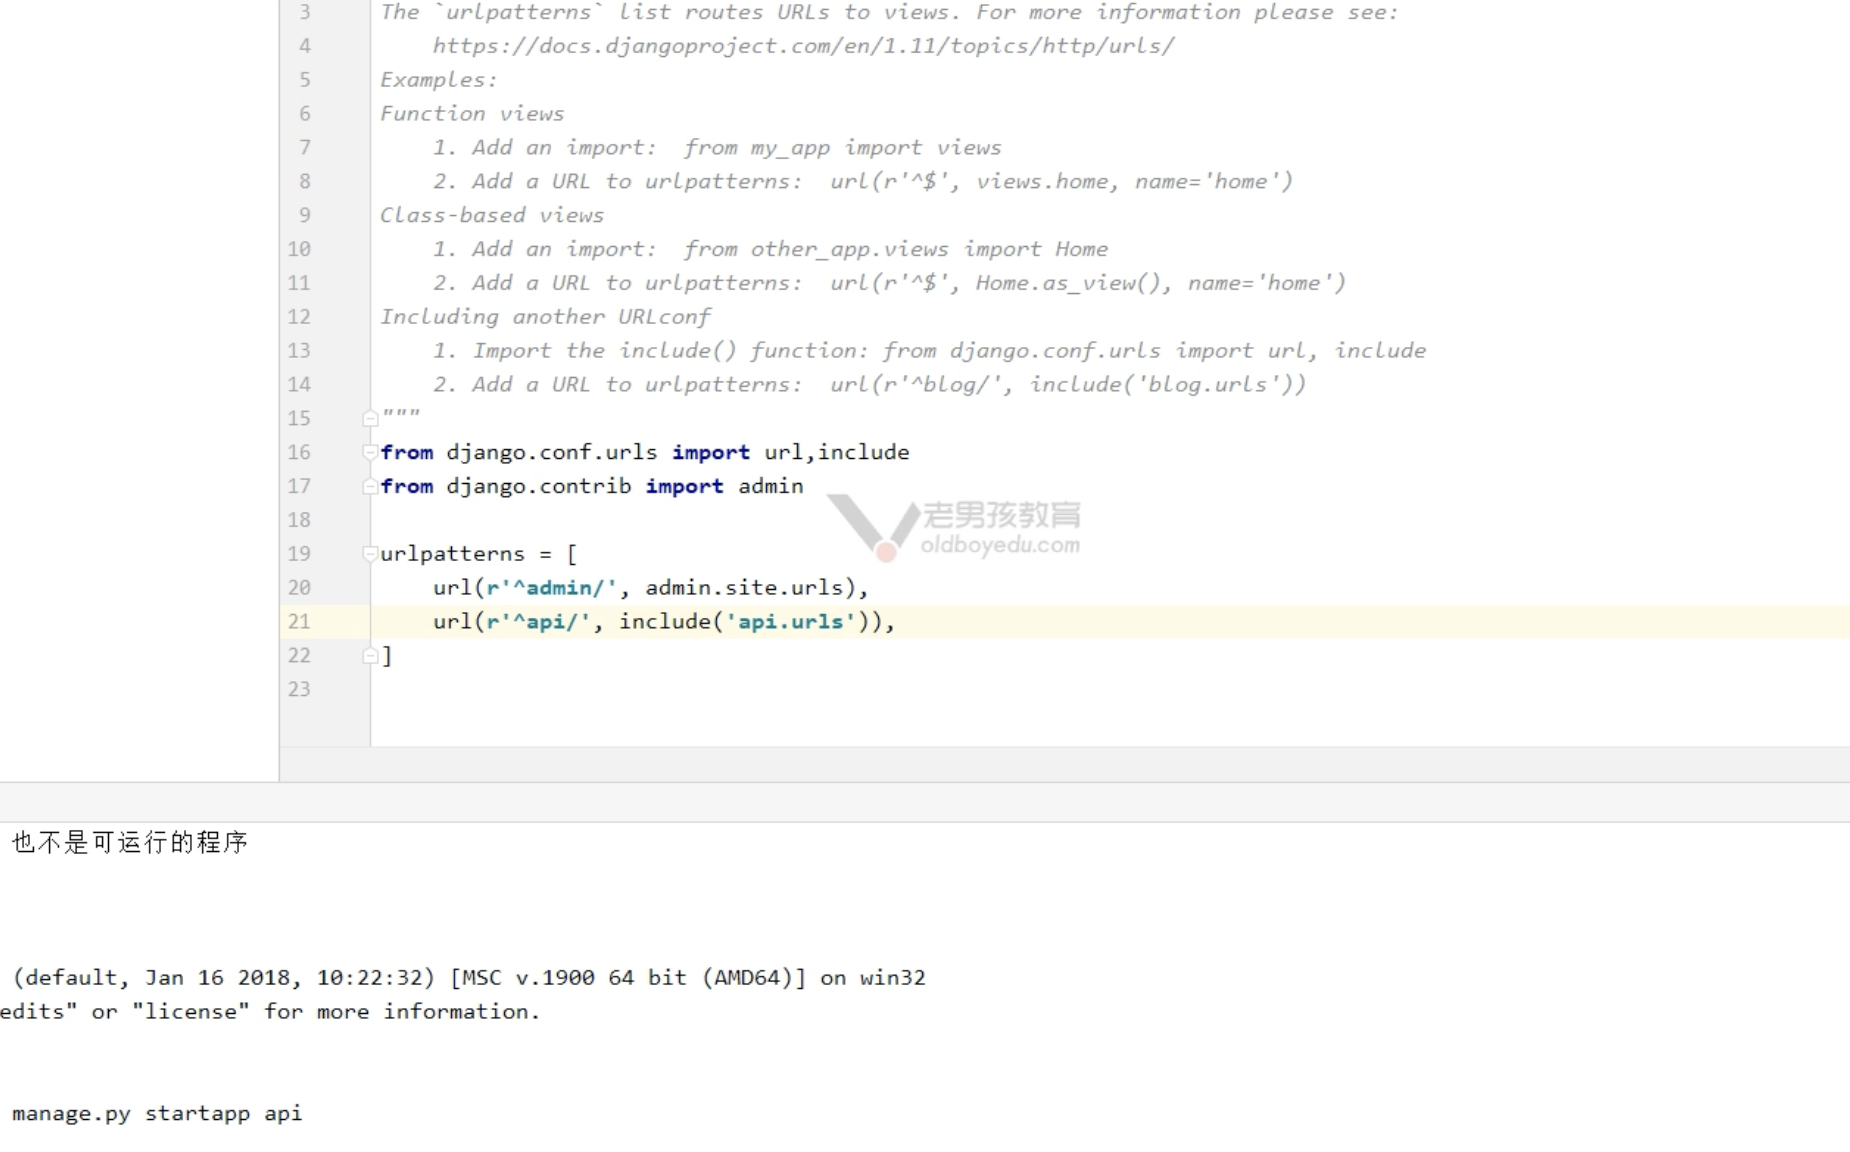 3 The `urlpatterns` list routes URLs to views. For more information please see:
4 https://docs.djangoproject.com/en/1.11/topics/http/urls/
5 Examples:
6 Function views
7 1. Add an import:  from my_app import views
8 2. Add a URL to urlpatterns:  url(r'^$', views.home, name='home')
9 Class-based views
10 1. Add an import:  from other_app.views import Home
11 2. Add a URL to urlpatterns:  url(r'^$', Home.as_view(), name='home')
12 Including another URLconf
13 1. Import the include() function: from django.conf.urls import url, include
14 2. Add a URL to urlpatterns:  url(r'^blog/', include('blog.urls'))
15 """
16 from django.conf.urls import url,include
17 from django.contrib import admin
老男孩教育
oldboyedu.com
18
19 urlpatterns = [
20 url(r'^admin/', admin.site.urls),
21 url(r'^api/', include('api.urls')),
22 ]
23
也不是可运行的程序
(default, Jan 16 2018, 10:22:32) [MSC v.1900 64 bit (AMD64)] on win32
edits" or "license" for more information.
manage.py startapp api